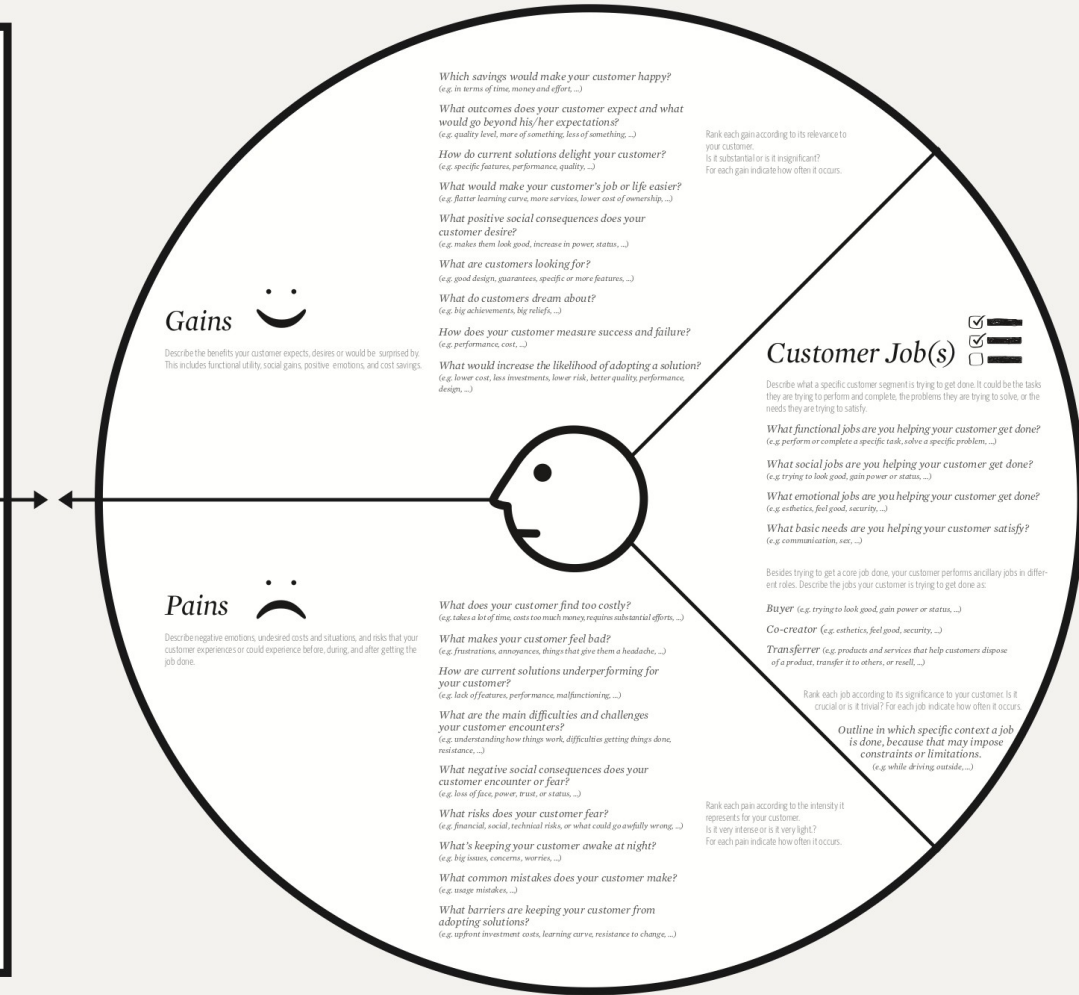 Gains
Describe the benefits your customer expects, desires or would be surprised by.
This includes functional utility, social gains, positive emotions, and cost savings.
Which savings would make your customer happy?
(e.g. in terms of time, money and effort, ...)
What outcomes does your customer expect and what
would go beyond his/her expectations?
(e.g. quality level, more of something, less of something, ...)
How do current solutions delight your customer?
(e.g. specific features, performance, quality, ...)
What would make your customer's job or life easier?
(e.g. flatter learning curve, more services, lower cost of ownership, ...)
What positive social consequences does your
customer desire?
(e.g. makes them look good, increase in power, status, ...)
What are customers looking for?
(e.g. good design, guarantees, specific or more features, ...)
What do customers dream about?
(e.g. big achievements, big reliefs, ...)
How does your customer measure success and failure?
(e.g. performance, cost, ...)
What would increase the likelihood of adopting a solution?
(e.g. lower cost, less investments, lower risk, better quality, performance,
design, ...)
Rank each gain according to its relevance to
your customer.
Is it substantial or is it insignificant?
For each gain indicate how often it occurs.
Customer Job(s)
Describe what a specific customer segment is trying to get done. It could be the tasks
they are trying to perform and complete, the problems they are trying to solve, or the
needs they are trying to satisfy.
What functional jobs are you helping your customer get done?
(e.g. perform or complete a specific task, solve a specific problem, ...)
What social jobs are you helping your customer get done?
(e.g. trying to look good, gain power or status, ...)
What emotional jobs are you helping your customer get done?
(e.g. esthetics, feel good, security, ...)
What basic needs are you helping your customer satisfy?
(e.g. communication, sex, ...)
Besides trying to get a core job done, your customer performs ancillary jobs in differ-
ent roles. Describe the jobs your customer is trying to get done as:
Buyer (e.g. trying to look good, gain power or status, ...)
Co-creator (e.g. esthetics, feel good, security, ...)
Transferrer (e.g. products and services that help customers dispose
of a product, transfer it to others, or resell, ...)
Rank each job according to its significance to your customer. Is it
crucial or is it trivial? For each job indicate how often it occurs.
Outline in which specific context a job
is done, because that may impose
constraints or limitations.
(e.g. while driving, outside, ...)
Pains
Describe negative emotions, undesired costs and situations, and risks that your
customer experiences or could experience before, during, and after getting the
job done.
What does your customer find too costly?
(e.g. takes a lot of time, costs too much money, requires substantial efforts, ...)
What makes your customer feel bad?
(e.g. frustrations, annoyances, things that give them a headache, ...)
How are current solutions underperforming for
your customer?
(e.g. lack of features, performance, malfunctioning, ...)
What are the main difficulties and challenges
your customer encounters?
(e.g. understanding how things work, difficulties getting things done,
resistance, ...)
What negative social consequences does your
customer encounter or fear?
(e.g. loss of face, power, trust, or status, ...)
What risks does your customer fear?
(e.g. financial, social, technical risks, or what could go awfully wrong, ...)
What's keeping your customer awake at night?
(e.g. big issues, concerns, worries, ...)
What common mistakes does your customer make?
(e.g. usage mistakes, ...)
What barriers are keeping your customer from
adopting solutions?
(e.g. upfront investment costs, learning curve, resistance to change, ...)
Rank each pain according to the intensity it
represents for your customer.
Is it very intense or is it very light.?
For each pain indicate how often it occurs.